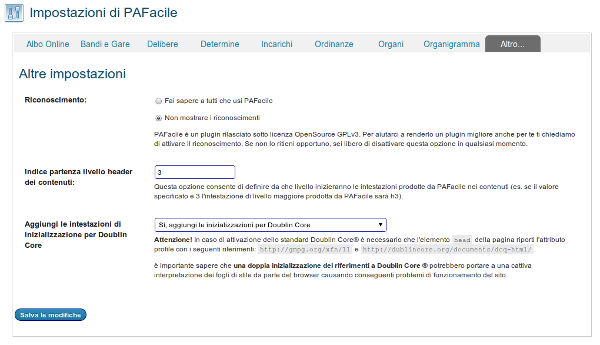 Impostazioni di PAFacile
Albo Online Bandi e Gare Delibere Determine Incarichi Ordinanze Organi Organigramma Altro...
Altre impostazioni
Riconoscimento:
Fai sapere a tutti che usi PAFacile
Non mostrare i riconoscimenti
PAFacile è un plugin rilasciato sotto licenza OpenSource GPLv3. Per aiutarci a renderlo un plugin migliore anche per te ti chiediamo
di attivare il riconoscimento. Se non lo ritieni opportuno, sei libero di disattivare questa opzione in qualsiasi momento.
Indice partenza livello header
dei contenuti:
3
Questa opzione consente di definire da che livello inizieranno le intestazioni prodotte da PAFacile nei contenuti (es. se il valore
specificato è 3 l'intestazione di livello maggiore prodotta da PAFacile sarà h3).
Aggiungi le intestazioni di
inizializzazione per Doublin
Core
Sì, aggiungi le inizializzazioni per Doublin Core
Attenzione! in caso di attivazione dello standard Doublin Core® è necessario che l'elemento head della pagina riporti l'attributo
profile con i seguenti riferimenti: http://gmpg.org/xfn/11 e http://dublincore.org/documents/dcq-html/.
è importante sapere che una doppia inizializzazione dei riferimenti a Doublin Core ® potrebbero portare a una cattiva
interpretazione dei fogli di stile da parte del browser causando conseguenti problemi di funzionamento del sito.
Salva le modifiche